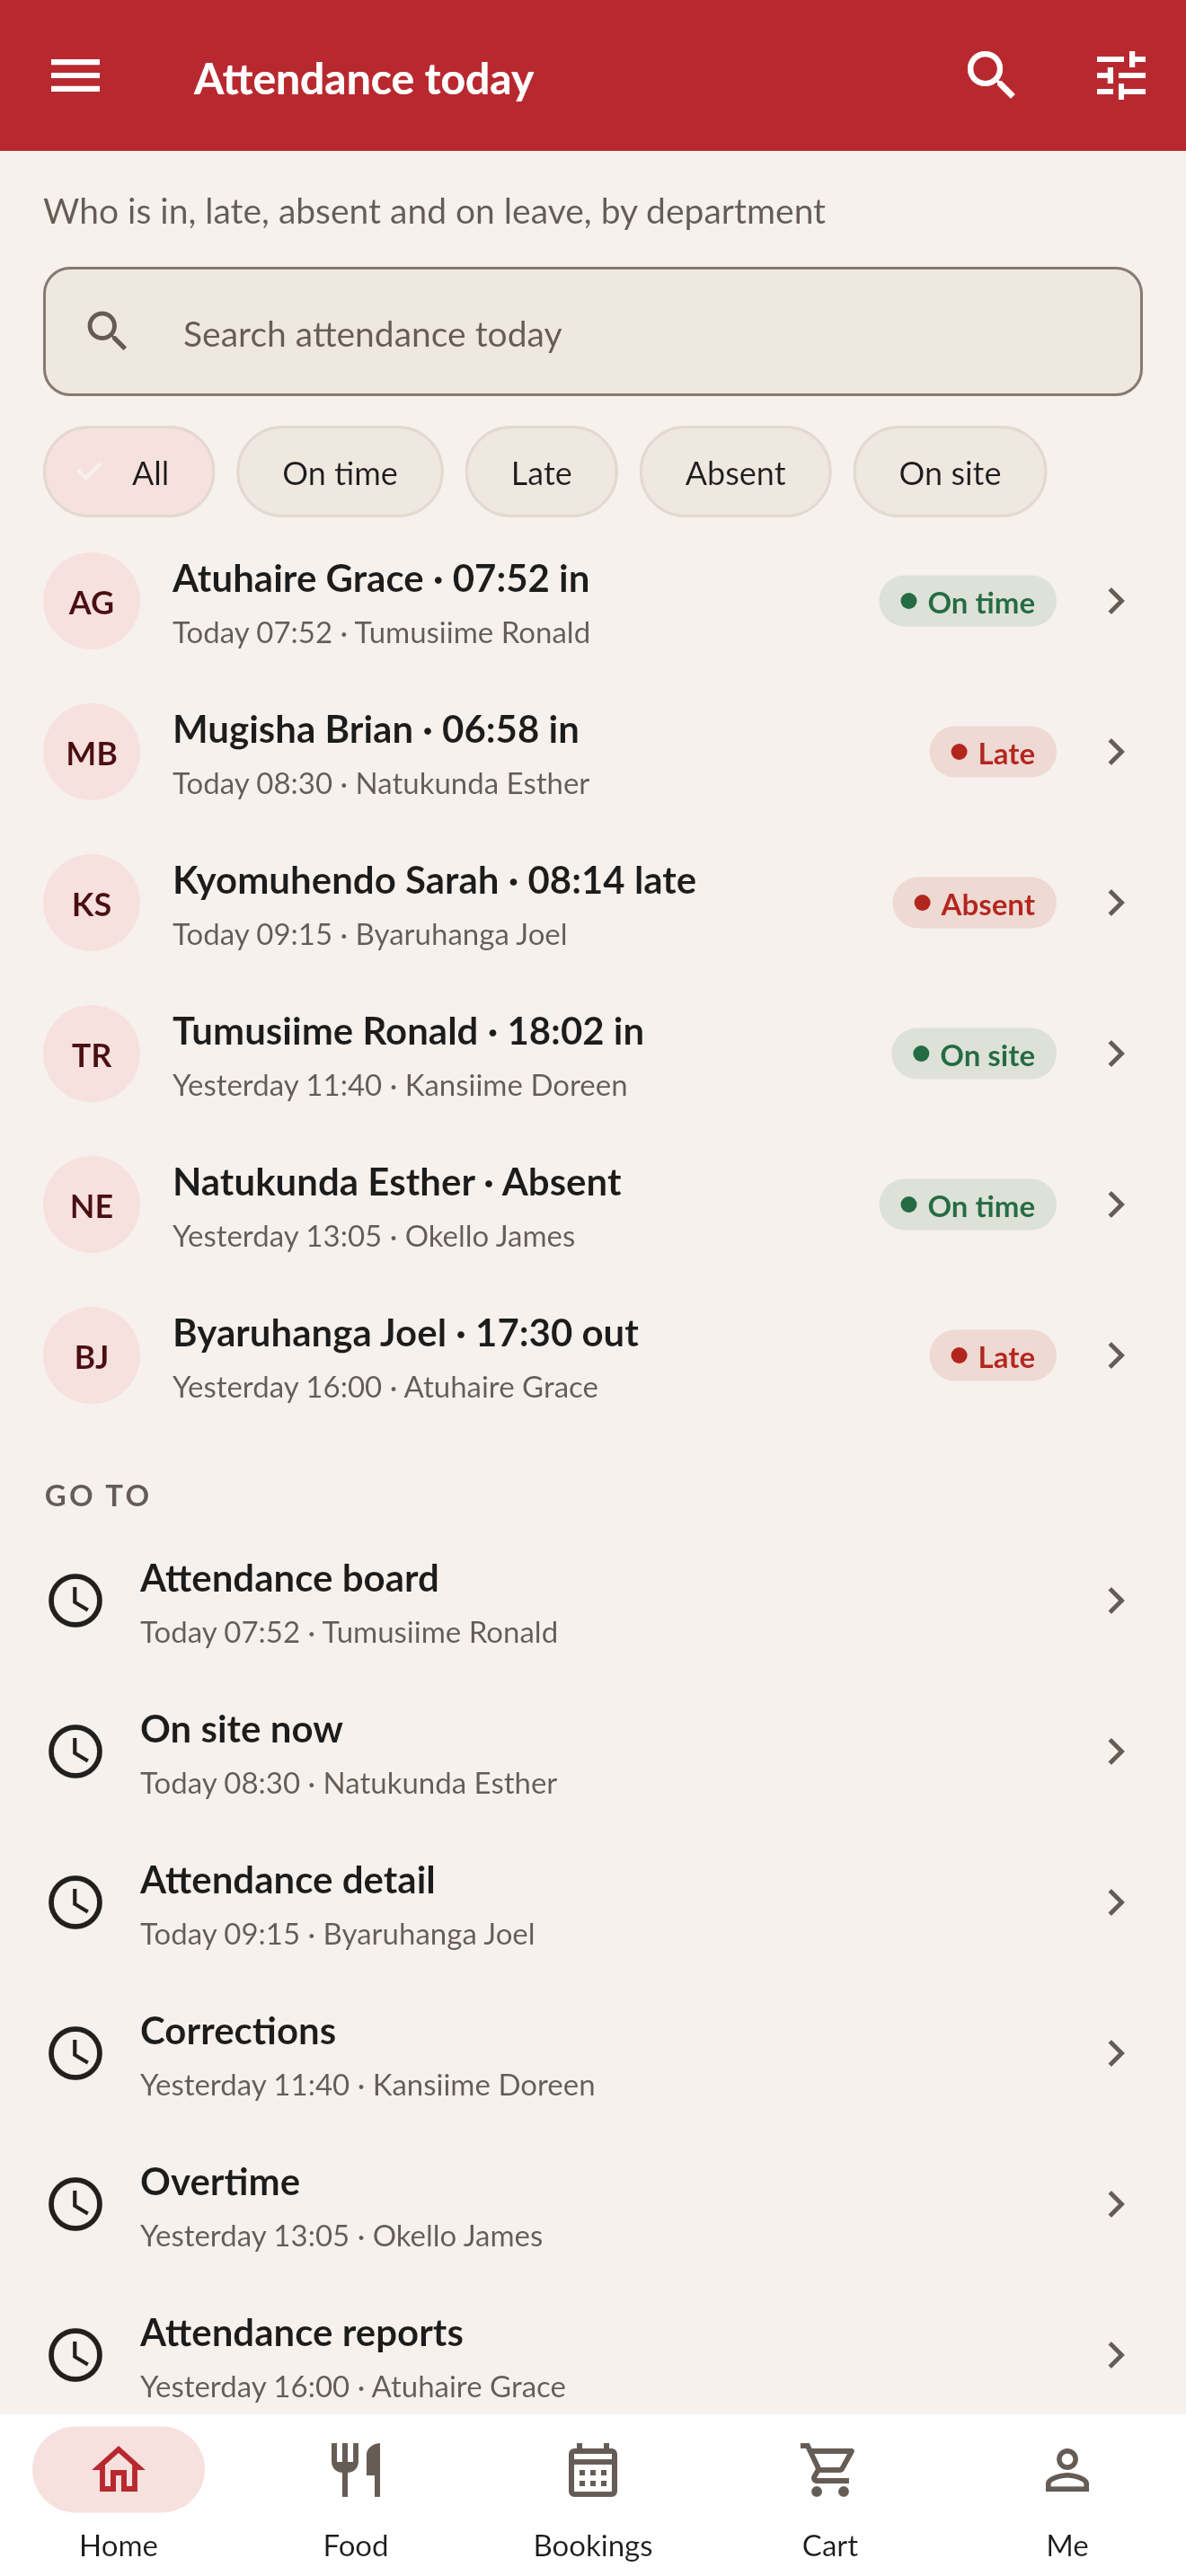 Attendance today
Who is in, late, absent and on leave, by department
Search attendance today
All
On time
Late
Absent
On site
AG
Atuhaire Grace · 07:52 in
Today 07:52 · Tumusiime Ronald
On time
MB
Mugisha Brian · 06:58 in
Today 08:30 · Natukunda Esther
Late
KS
Kyomuhendo Sarah · 08:14 late
Today 09:15 · Byaruhanga Joel
Absent
TR
Tumusiime Ronald · 18:02 in
Yesterday 11:40 · Kansiime Doreen
On site
NE
Natukunda Esther · Absent
Yesterday 13:05 · Okello James
On time
BJ
Byaruhanga Joel · 17:30 out
Yesterday 16:00 · Atuhaire Grace
Late
GO TO
Attendance board
Today 07:52 · Tumusiime Ronald
On site now
Today 08:30 · Natukunda Esther
Attendance detail
Today 09:15 · Byaruhanga Joel
Corrections
Yesterday 11:40 · Kansiime Doreen
Overtime
Yesterday 13:05 · Okello James
Attendance reports
Yesterday 16:00 · Atuhaire Grace
Home
Food
Bookings
Cart
Me